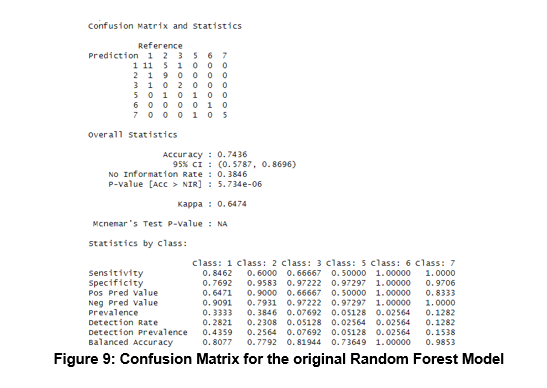 Confusion Matrix and Statistics
Reference
Prediction 1 2 3 5 6 7
1 11 5 1 0 0 0
2 1 9 0 0 0 0
3 1 0 2 0 0 0
5 0 1 0 1 0 0
6 0 0 0 0 1 0
7 0 0 0 1 0 5
Overall Statistics
Accuracy : 0.7436
95% CI : (0.5787, 0.8696)
No Information Rate : 0.3846
P-Value [Acc > NIR] : 5.734e-06
Kappa : 0.6474
Mcnemar's Test P-Value : NA
Statistics by Class:
Class: 1 Class: 2 Class: 3 Class: 5 Class: 6 Class: 7
Sensitivity 0.8462 0.6000 0.66667 0.50000 1.00000 1.0000
Specificity 0.7692 0.9583 0.97222 0.97297 1.00000 0.9706
Pos Pred Value 0.6471 0.9000 0.66667 0.50000 1.00000 0.8333
Neg Pred Value 0.9091 0.7931 0.97222 0.97297 1.00000 1.0000
Prevalence 0.3333 0.3846 0.07692 0.05128 0.02564 0.1282
Detection Rate 0.2821 0.2308 0.05128 0.02564 0.02564 0.1282
Detection Prevalence 0.4359 0.2564 0.07692 0.05128 0.02564 0.1538
Balanced Accuracy 0.8077 0.7792 0.81944 0.73649 1.00000 0.9853
Figure 9: Confusion Matrix for the original Random Forest Model